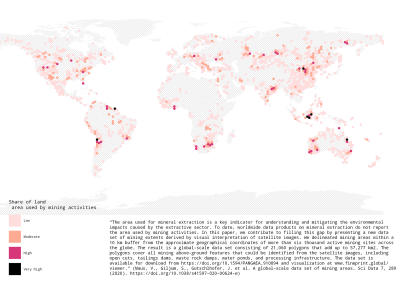 Share of land
area used by mining activities
Low
Moderate
High
Very high
"The area used for mineral extraction is a key indicator for understanding and mitigating the environmental
impacts caused by the extractive sector. To date, worldwide data products on mineral extraction do not report
the area used by mining activities. In this paper, we contribute to filling this gap by presenting a new data
set of mining extents derived by visual interpretation of satellite images. We delineated mining areas within a
10 km buffer from the approximate geographical coordinates of more than six thousand active mining sites across
the globe. The result is a global-scale data set consisting of 21,060 polygons that add up to 57,277 km2. The
polygons cover all mining above-ground features that could be identified from the satellite images, including
open cuts, tailings dams, waste rock dumps, water ponds, and processing infrastructure. The data set is
available for download from https://doi.org/10.1594/PANGAEA.910894 and visualization at www.fineprint.global/
viewer." (Maus, V., Giljum, S., Gutschlhofer, J. et al. A global-scale data set of mining areas. Sci Data 7, 289
(2020). https://doi.org/10.1038/s41597-020-00624-w)